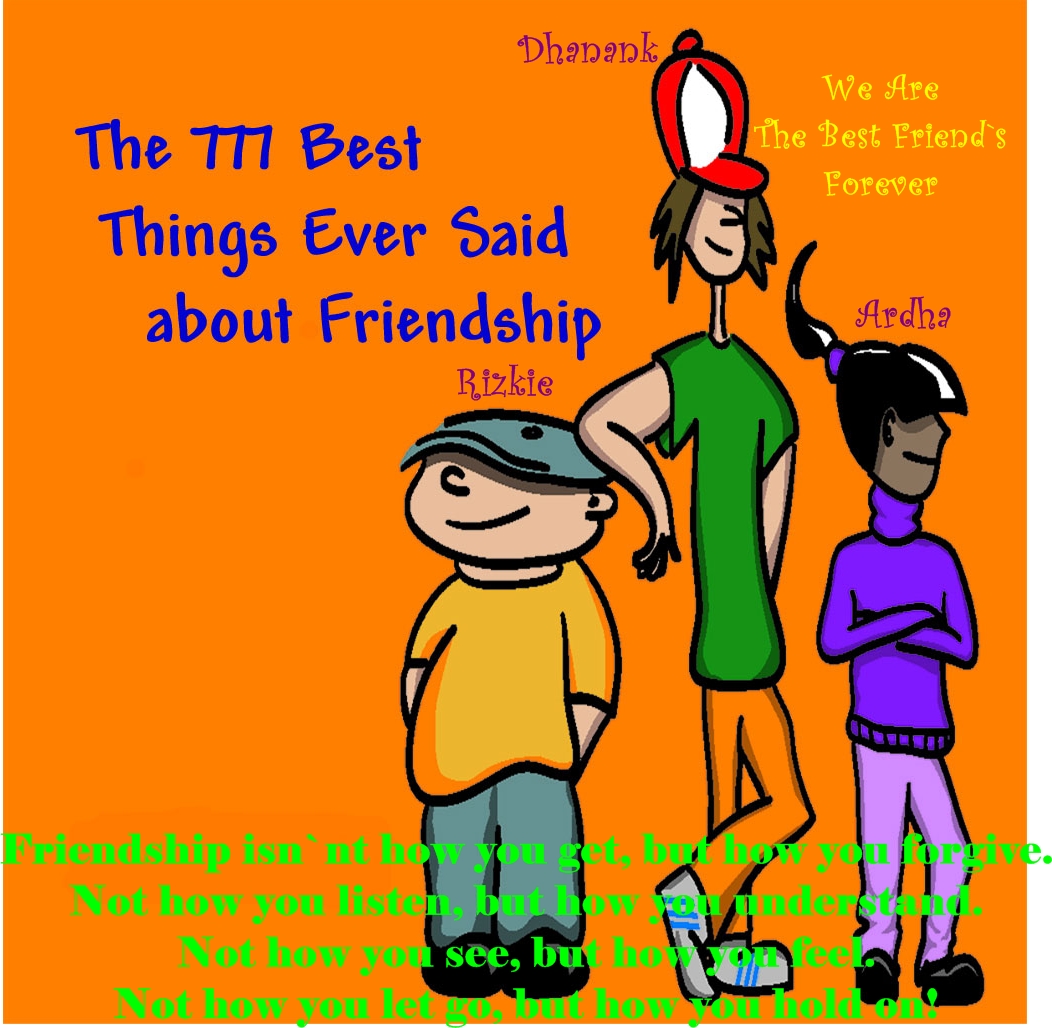 Dhanank
We Are
The Best Friend`s
Forever
The 777 Best
Things Ever Said
about Friendship
Ardha
Rizkie
Friendship isn`nt how you get, but how you forgive.
Not how you listen, but how you understand.
Not how you see, but how you feel.
Not how you let go, but how you hold on!